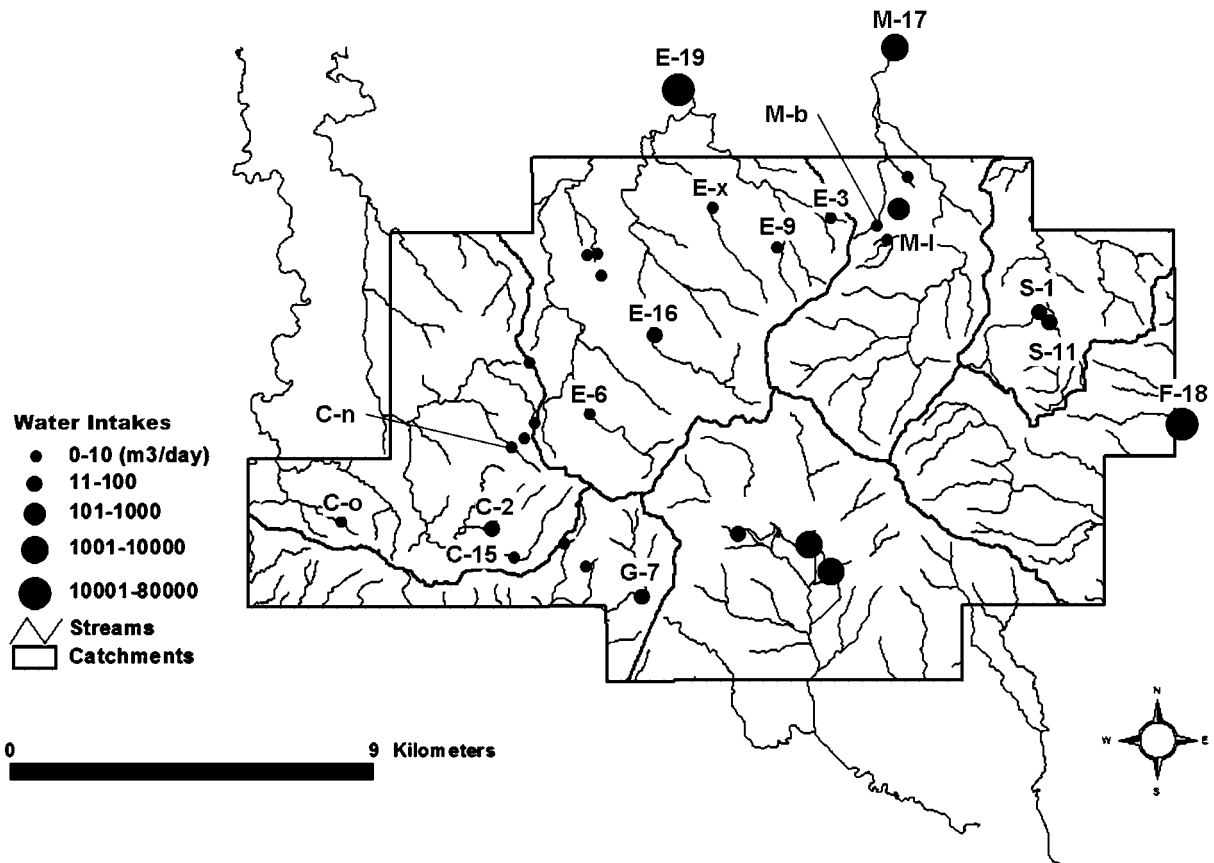 M-17
E-19
M-b
E-x
E-3
E-9
M-l
S-1
E-16
S-11
E-6
F-18
C-n
Water Intakes
0-10 (m3/day)
11-100
C-o
C-2
101-1000
C-15
1001-10000
G-7
10001-80000
Streams
Catchments
0 9 Kilometers
N
W E
S